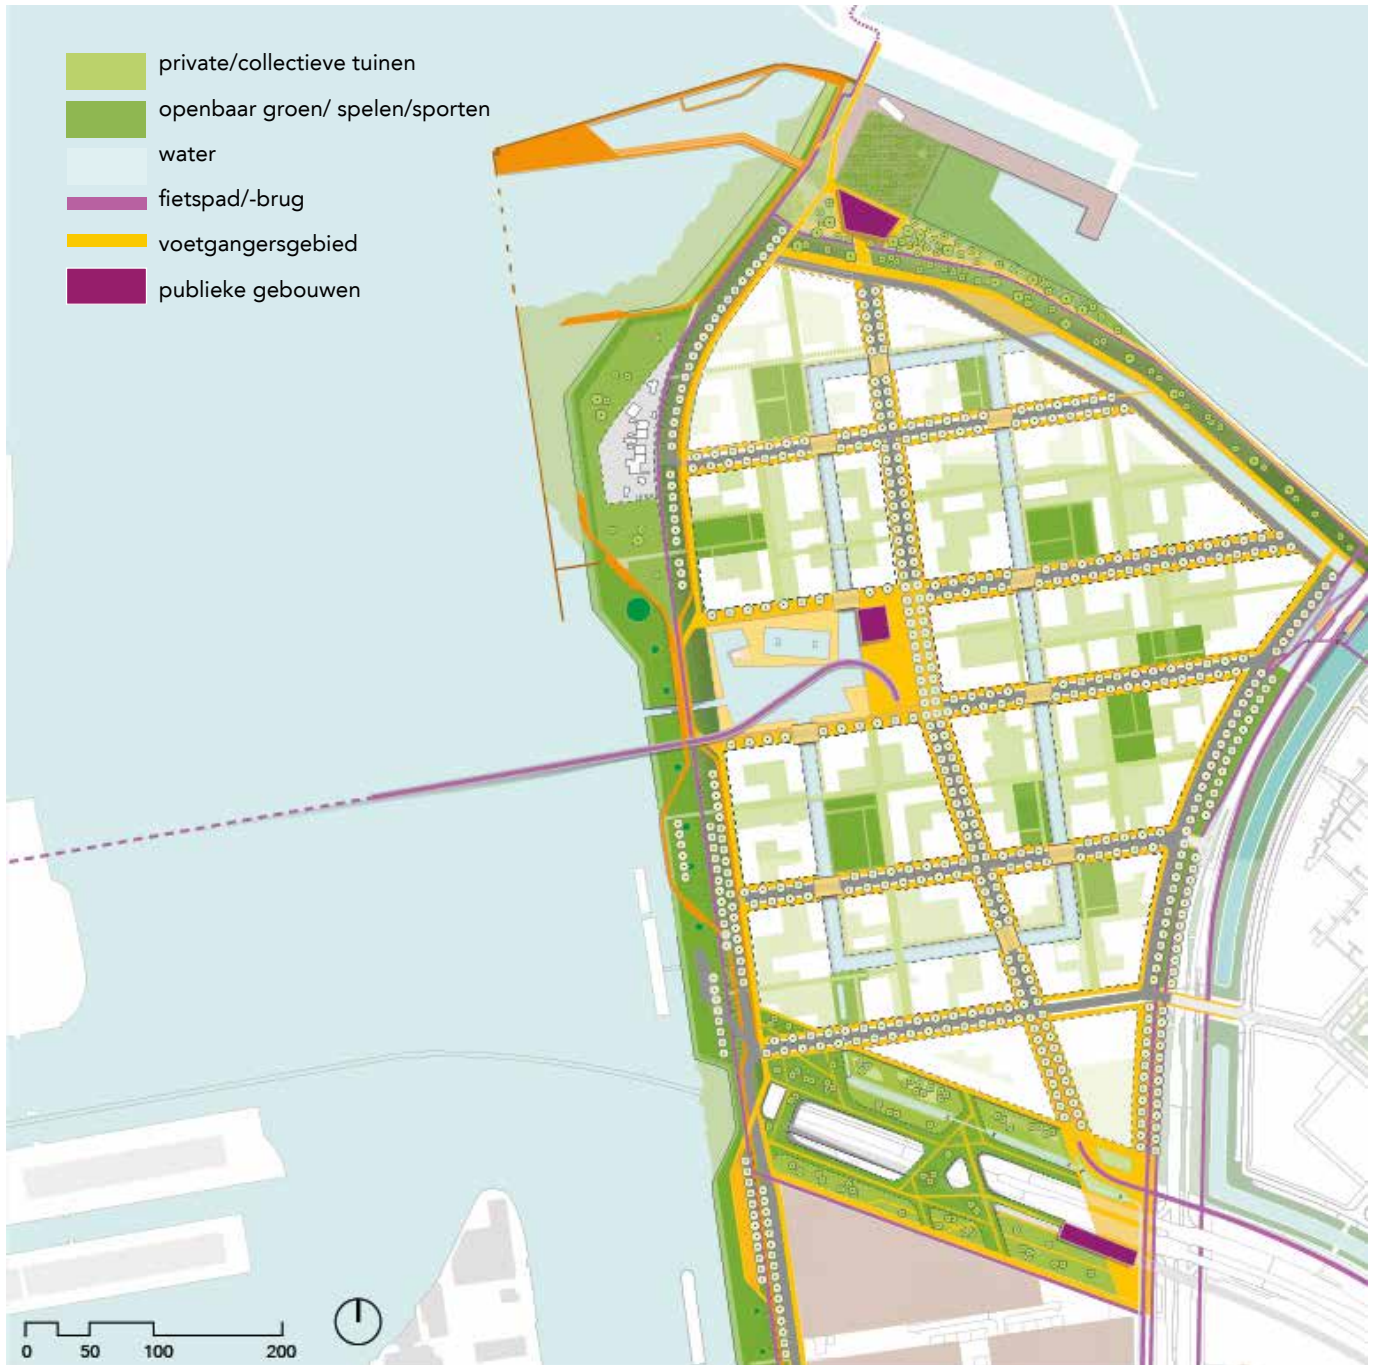 private/collectieve tuinen
openbaar groen/ spelen/sporten
water
fietspad/-brug
voetgangersgebied
publieke gebouwen
0 50 100 200